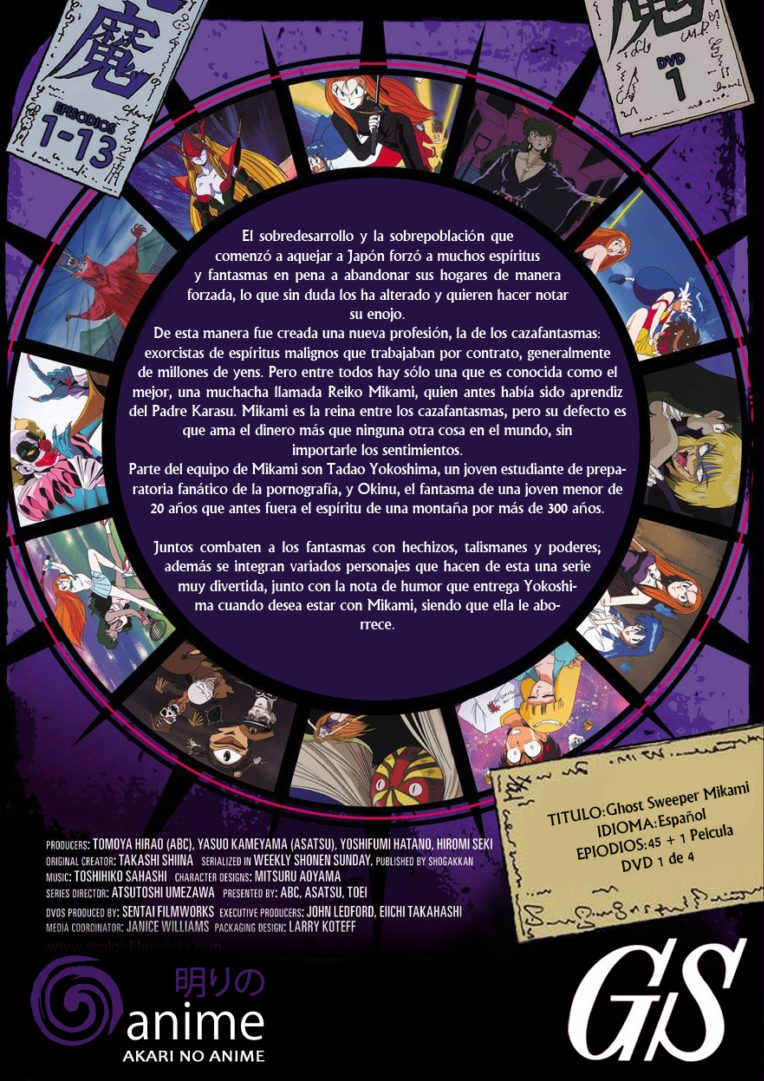 魔
EPISODIOS
1-13
魔
DVD
1
El sobredesarrollo y la sobrepoblación que
comenzó a aquejar a Japón forzó a muchos espíritus
y fantasmas en pena a abandonar sus hogares de manera
forzada, lo que sin duda los ha alterado y quieren hacer notar
su enojo.
De esta manera fue creada una nueva profesión, la de los cazafantasmas:
exorcistas de espíritus malignos que trabajaban por contrato, generalmente
de millones de yens. Pero entre todos hay sólo una que es conocida como el
mejor, una muchacha llamada Reiko Mikami, quien antes había sido aprendiz
del Padre Karasu. Mikami es la reina entre los cazafantasmas, pero su defecto es
que ama el dinero más que ninguna otra cosa en el mundo, sin
importarle los sentimientos.
Parte del equipo de Mikami son Tadao Yokoshima, un joven estudiante de prepa-
ratoria fanático de la pornografía, y Okinu, el fantasma de una joven menor de
20 años que antes fuera el espíritu de una montaña por más de 300 años.
Juntos combaten a los fantasmas con hechizos, talismanes y poderes;
además se integran variados personajes que hacen de esta una serie
muy divertida, junto con la nota de humor que entrega Yokoshi-
ma cuando desea estar con Mikami, siendo que ella le abo-
rrece.
TITULO:Ghost Sweeper Mikami
IDIOMA:Español
EPIODIOS:45 + 1 Peicula
DVD 1 de 4
PRODUCERS: TOMOYA HIRAO (ABC), YASUO KAMEYAMA (ASATSU), YOSHIFUMI HATANO, HIROMI SEKI
ORIGINAL CREATOR: TAKASHI SHIINA SERIALIZED IN WEEKLY SHONEN SUNDAY, PUBLISHED BY SHOGAKKAN
MUSIC: TOSHIHIKO SAHASHI CHARACTER DESIGNS: MITSURU AOYAMA
SERIES DIRECTOR: ATSUTOSHI UMEZAWA PRESENTED BY: ABC, ASATSU, TOEI
DVDS PRODUCED BY: SENTAI FILMWORKS EXECUTIVE PRODUCERS: JOHN LEDFORD, EIICHI TAKAHASHI
MEDIA COORDINATOR: JANICE WILLIAMS PACKAGING DESIGN: LARRY KOTEFF
www.sentai-filmworks.com
明りの
anime
AKARI NO ANIME
GS